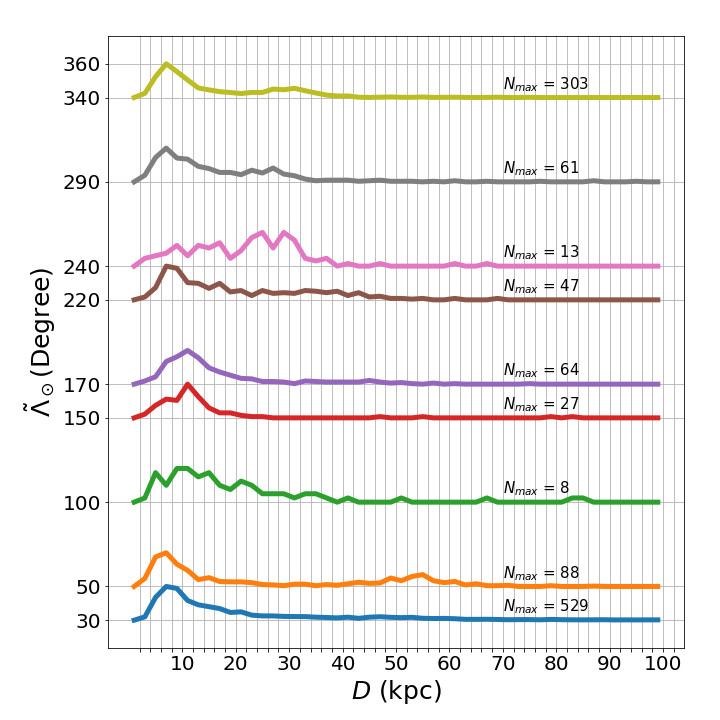 360
N_max = 303
340
N_max = 61
290
N_max = 13
240
N_max = 47
220
N_max = 64
170
N_max = 27
150
N_max = 8
100
N_max = 88
50
N_max = 529
30
Λ̃_⊙ (Degree)
10 20 30 40 50 60 70 80 90 100
D (kpc)